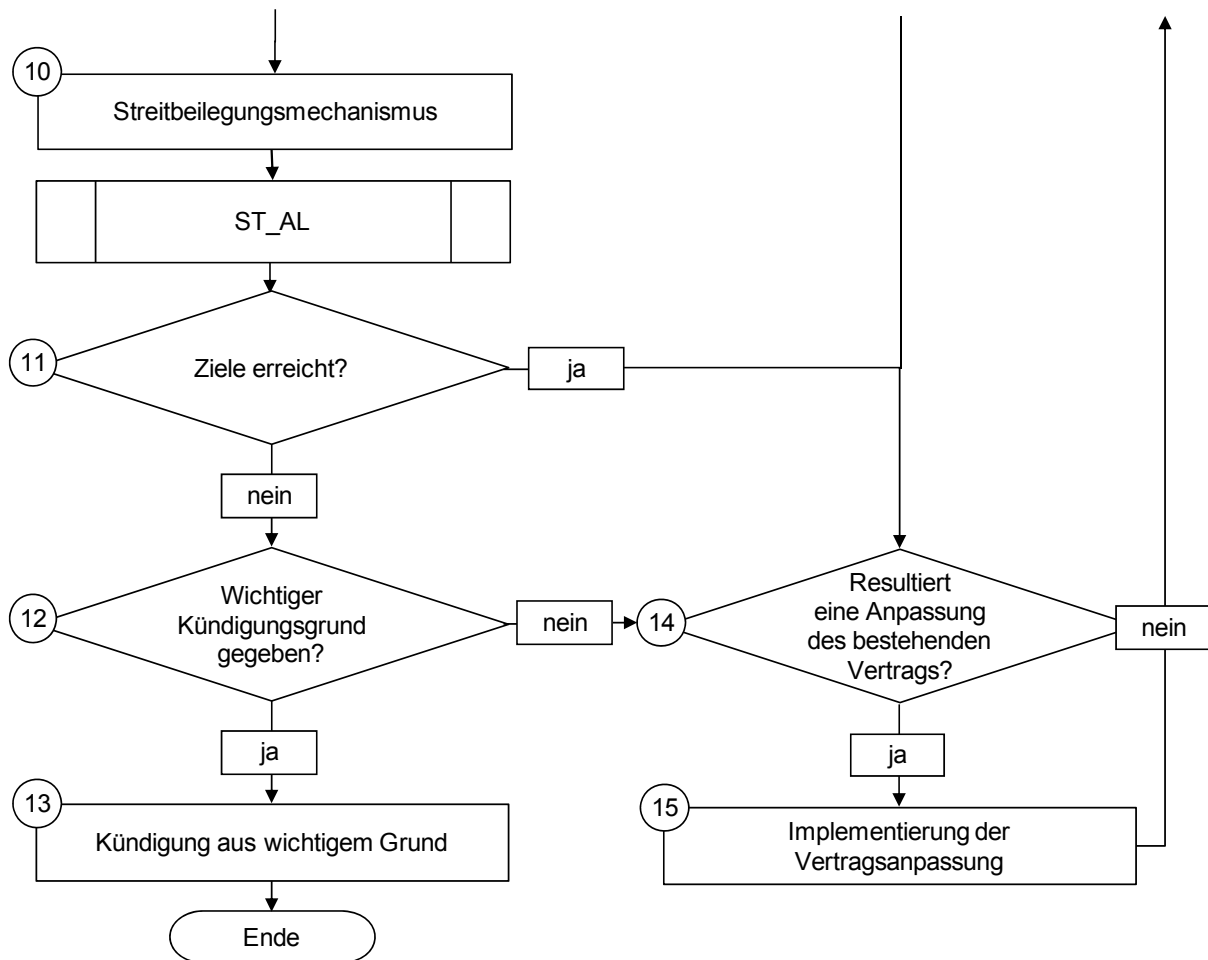 10
Streitbeilegungsmechanismus
ST_AL
11
Ziele erreicht?
ja
nein
12
Wichtiger
Kündigungsgrund
gegeben?
nein
14
Resultiert
eine Anpassung
des bestehenden
Vertrags?
nein
ja
ja
13
Kündigung aus wichtigem Grund
15
Implementierung der
Vertragsanpassung
Ende